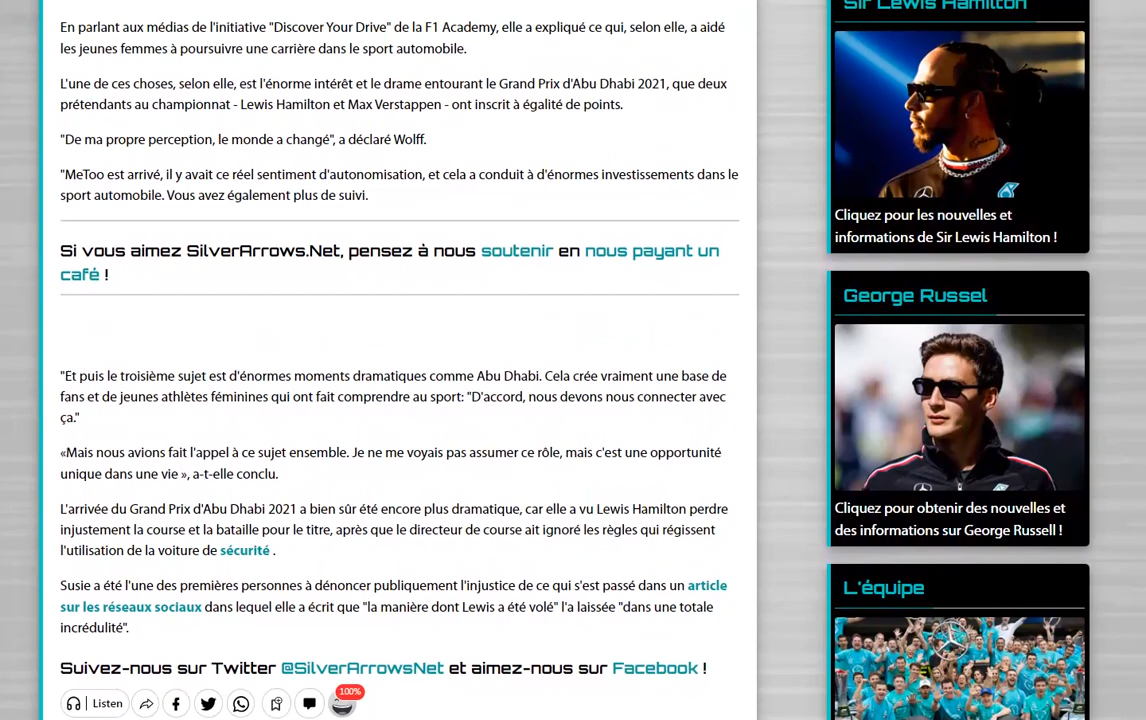 En parlant aux médias de l'initiative "Discover Your Drive" de la F1 Academy, elle a expliqué ce qui, selon elle, a aidé
les jeunes femmes à poursuivre une carrière dans le sport automobile.
L'une de ces choses, selon elle, est l'énorme intérêt et le drame entourant le Grand Prix d'Abu Dhabi 2021, que deux
prétendants au championnat - Lewis Hamilton et Max Verstappen - ont inscrit à égalité de points.
"De ma propre perception, le monde a changé", a déclaré Wolff.
"MeToo est arrivé, il y avait ce réel sentiment d'autonomisation, et cela a conduit à d'énormes investissements dans le
sport automobile. Vous avez également plus de suivi.
Si vous aimez SilverArrows.Net, pensez à nous soutenir en nous payant un
café !
"Et puis le troisième sujet est d'énormes moments dramatiques comme Abu Dhabi. Cela crée vraiment une base de
fans et de jeunes athlètes féminines qui ont fait comprendre au sport: "D'accord, nous devons nous connecter avec
ça."
«Mais nous avions fait l'appel à ce sujet ensemble. Je ne me voyais pas assumer ce rôle, mais c'est une opportunité
unique dans une vie », a-t-elle conclu.
L'arrivée du Grand Prix d'Abu Dhabi 2021 a bien sûr été encore plus dramatique, car elle a vu Lewis Hamilton perdre
injustement la course et la bataille pour le titre, après que le directeur de course ait ignoré les règles qui régissent
l'utilisation de la voiture de sécurité .
Susie a été l'une des premières personnes à dénoncer publiquement l'injustice de ce qui s'est passé dans un article
sur les réseaux sociaux dans lequel elle a écrit que "la manière dont Lewis a été volé" l'a laissée "dans une totale
incrédulité".
Suivez-nous sur Twitter @SilverArrowsNet et aimez-nous sur Facebook !
Listen
100%
Sir Lewis Hamilton
Cliquez pour les nouvelles et
informations de Sir Lewis Hamilton !
George Russel
Cliquez pour obtenir des nouvelles et
des informations sur George Russell !
L'équipe